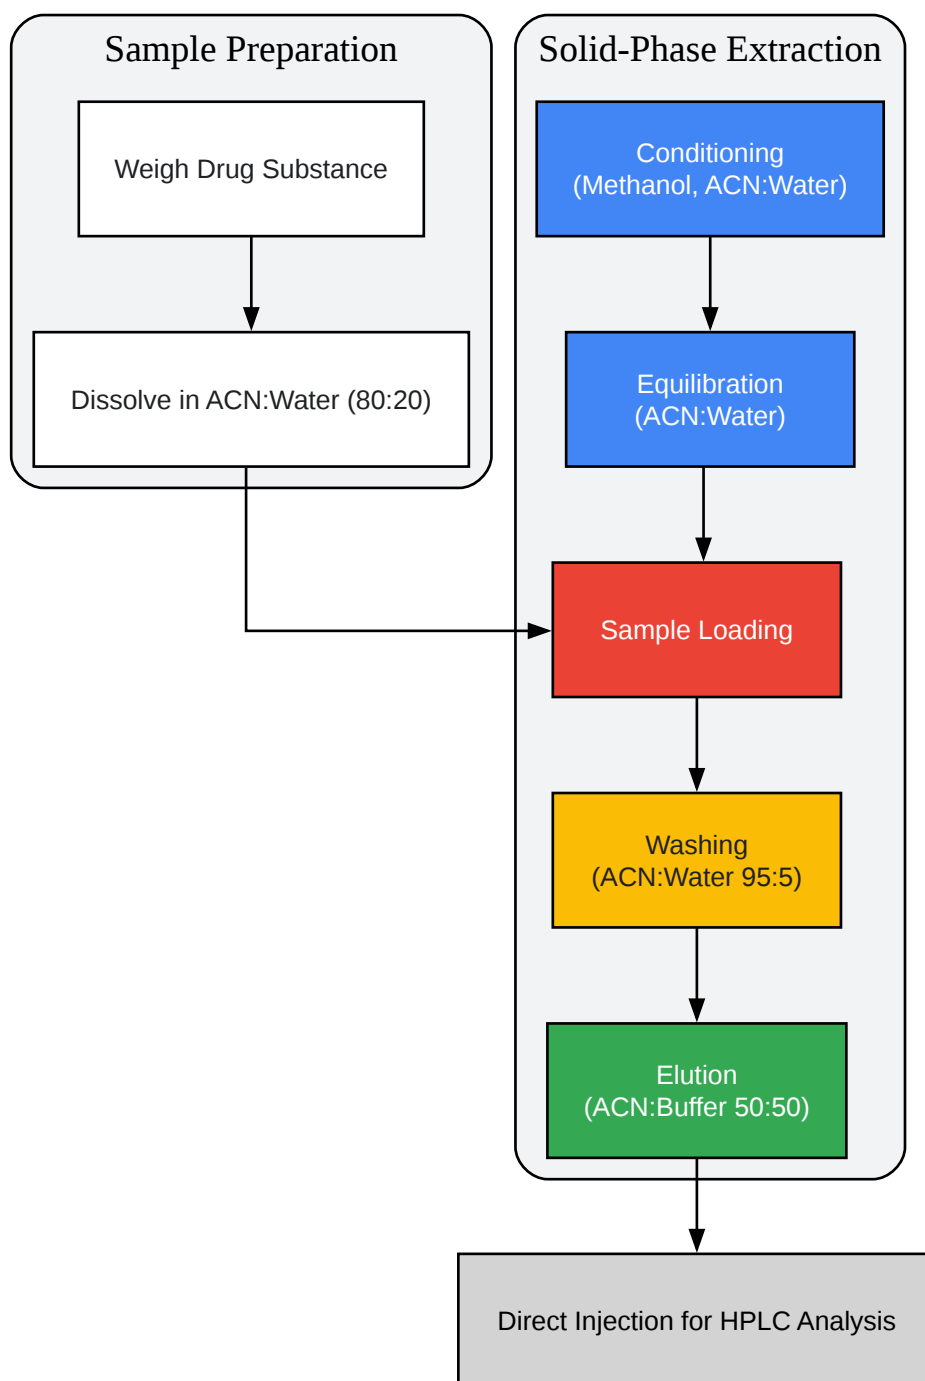 Sample Preparation
Weigh Drug Substance
Dissolve in ACN:Water (80:20)
Solid-Phase Extraction
Conditioning
(Methanol, ACN:Water)
Equilibration
(ACN:Water)
Sample Loading
Washing
(ACN:Water 95:5)
Elution
(ACN:Buffer 50:50)
Direct Injection for HPLC Analysis